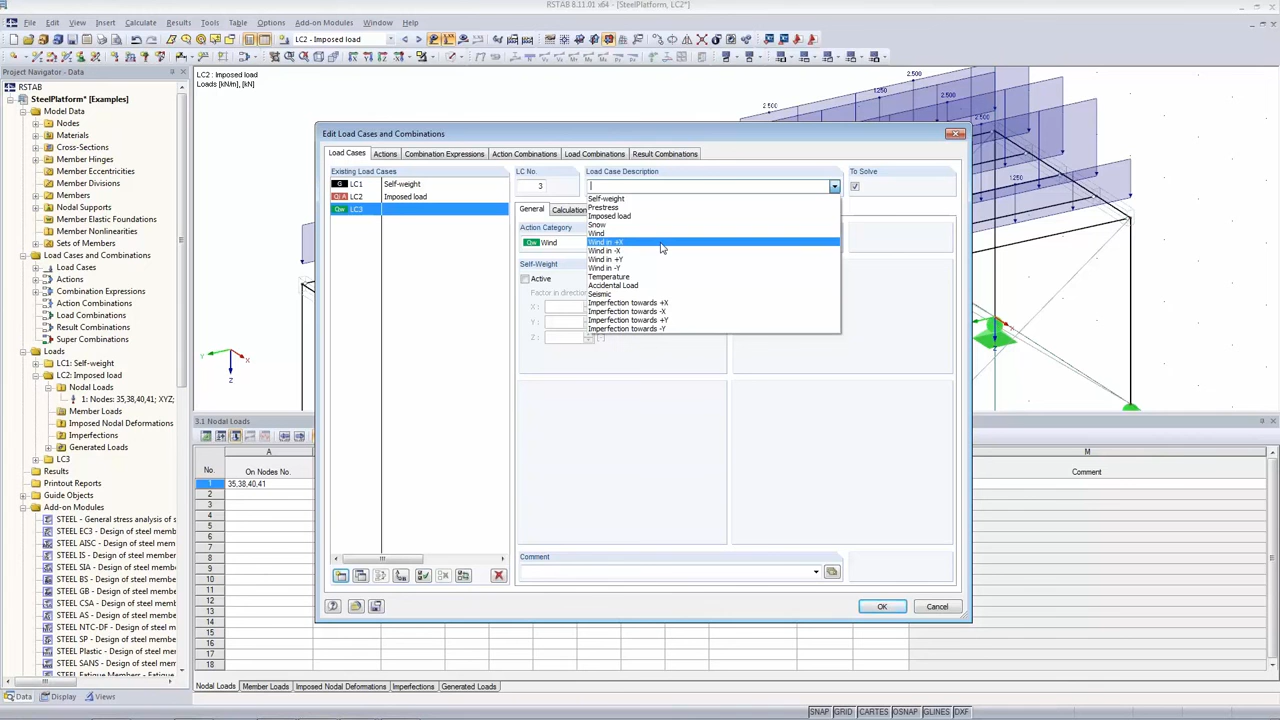 RSTAB 8.11.01 x64 - [SteelPlatform, LC2*]
File Edit View Insert Calculate Results Tools Table Options Add-on Modules Window Help
LC2 - Imposed load
Project Navigator - Data
RSTAB
SteelPlatform* [Examples]
Model Data
Nodes
Materials
Cross-Sections
Member Hinges
Member Eccentricities
Member Divisions
Members
Nodal Supports
Member Elastic Foundations
Member Nonlinearities
Sets of Members
Load Cases and Combinations
Load Cases
Actions
Combination Expressions
Action Combinations
Load Combinations
Result Combinations
Super Combinations
Loads
LC1: Self-weight
LC2: Imposed load
Nodal Loads
1: Nodes: 35,38,40,41; XYZ;
Member Loads
Imposed Nodal Deformations
Imperfections
Generated Loads
LC3
Results
Printout Reports
Guide Objects
Add-on Modules
STEEL - General stress analysis of s
STEEL EC3 - Design of steel member
STEEL AISC - Design of steel memb
STEEL IS - Design of steel members
STEEL SIA - Design of steel member
STEEL BS - Design of steel members
STEEL GB - Design of steel member
STEEL CSA - Design of steel membe
STEEL AS - Design of steel member
STEEL NTC-DF - Design of steel me
STEEL SP - Design of steel member
STEEL Plastic - Design of steel mem
STEEL SANS - Design of steel memb
STEEL Fatigue Members - Fatigue
Data Display Views
LC2 : Imposed load
Loads [kN/m], [kN]
2.500
2.500
1.250
2.500
1.250
2.500
X
Y
Z
Z
Edit Load Cases and Combinations
Load Cases Actions Combination Expressions Action Combinations Load Combinations Result Combinations
Existing Load Cases
G LC1 Self-weight
Qi A LC2 Imposed load
Qw LC3
LC No.
3
Load Case Description
To Solve
General Calculation
Action Category
Qw Wind
Self-Weight
Active
Factor in direction
X :
Y :
Z :
[-]
Self-weight
Prestress
Imposed load
Snow
Wind
Wind in +X
Wind in -X
Wind in +Y
Wind in -Y
Temperature
Accidental Load
Seismic
Imperfection towards +X
Imperfection towards -X
Imperfection towards +Y
Imperfection towards -Y
Comment
OK Cancel
3.1 Nodal Loads
A M
No. On Nodes No. Comment
1 35,38,40,41
2
3
4
5
6
7
8
9
10
11
12
13
14
15
16
17
18
Nodal Loads Member Loads Imposed Nodal Deformations Imperfections Generated Loads
SNAP GRID CARTES OSNAP GLINES DXF